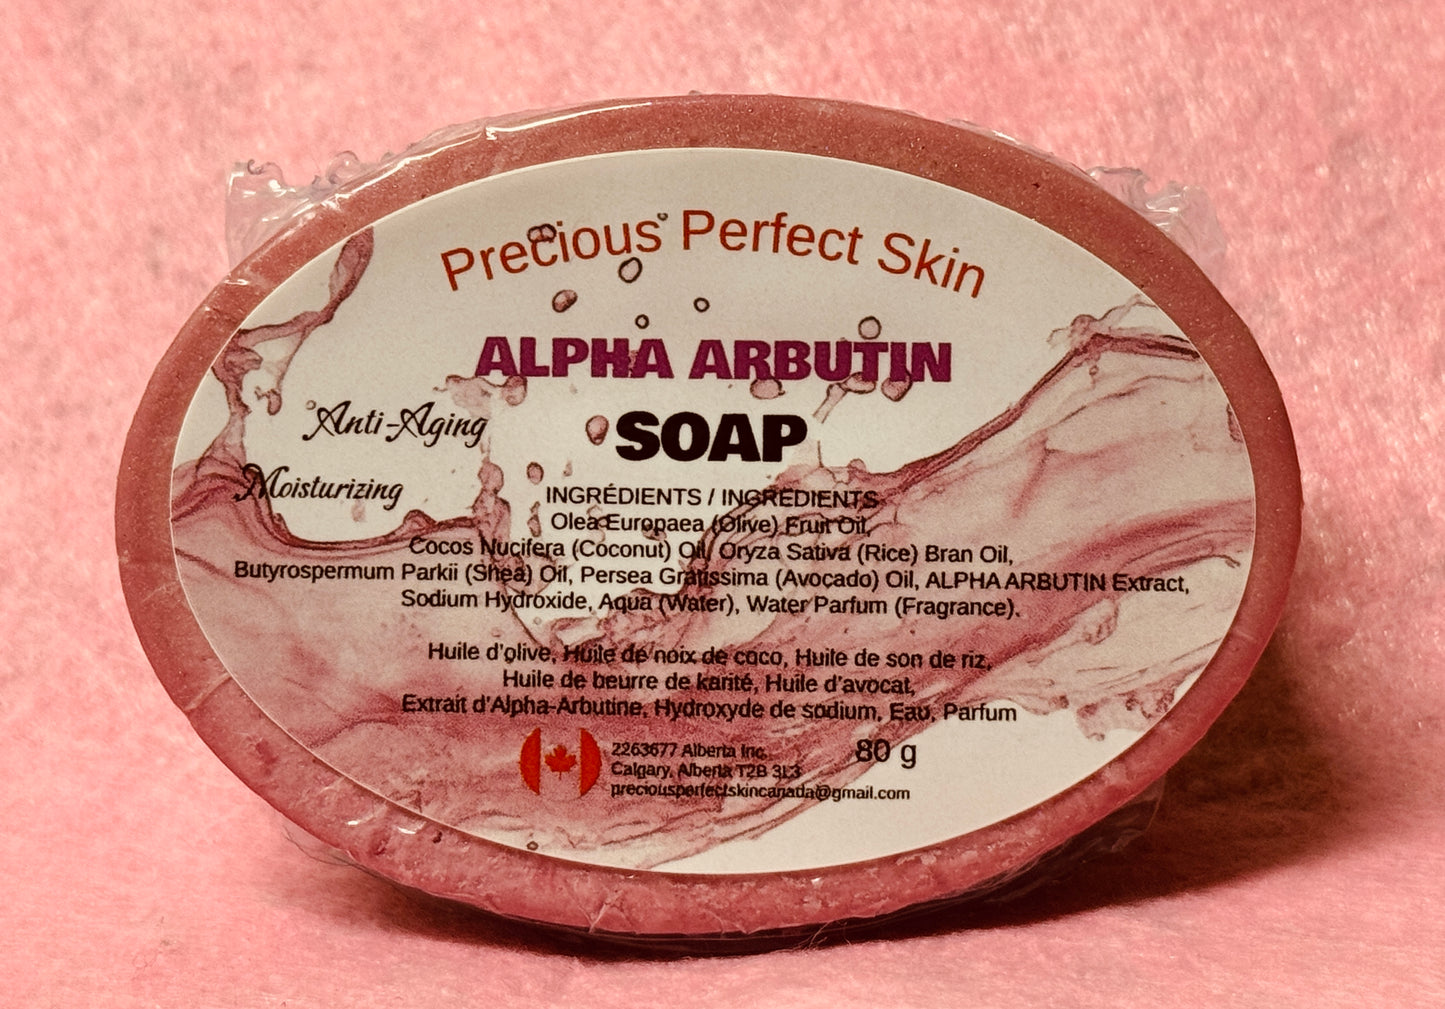 Precious Perfect Skin
ALPHA ARBUTIN
SOAP
Anti-Aging
Moisturizing
INGRÉDIENTS / INGREDIENTS
Olea Europaea (Olive) Fruit Oil,
Cocos Nucifera (Coconut) Oil, Oryza Sativa (Rice) Bran Oil,
Butyrospermum Parkii (Shea) Oil, Persea Gratissima (Avocado) Oil, ALPHA ARBUTIN Extract,
Sodium Hydroxide, Aqua (Water), Water Parfum (Fragrance).
Huile d'olive, Huile de noix de coco, Huile de son de riz,
Huile de beurre de karité, Huile d'avocat,
Extrait d'Alpha-Arbutine, Hydroxyde de sodium, Eau, Parfum
2263677 Alberta Inc.
80 g
Calgary, Alberta T2B 3L3
preciousperfectskincanada@gmail.com